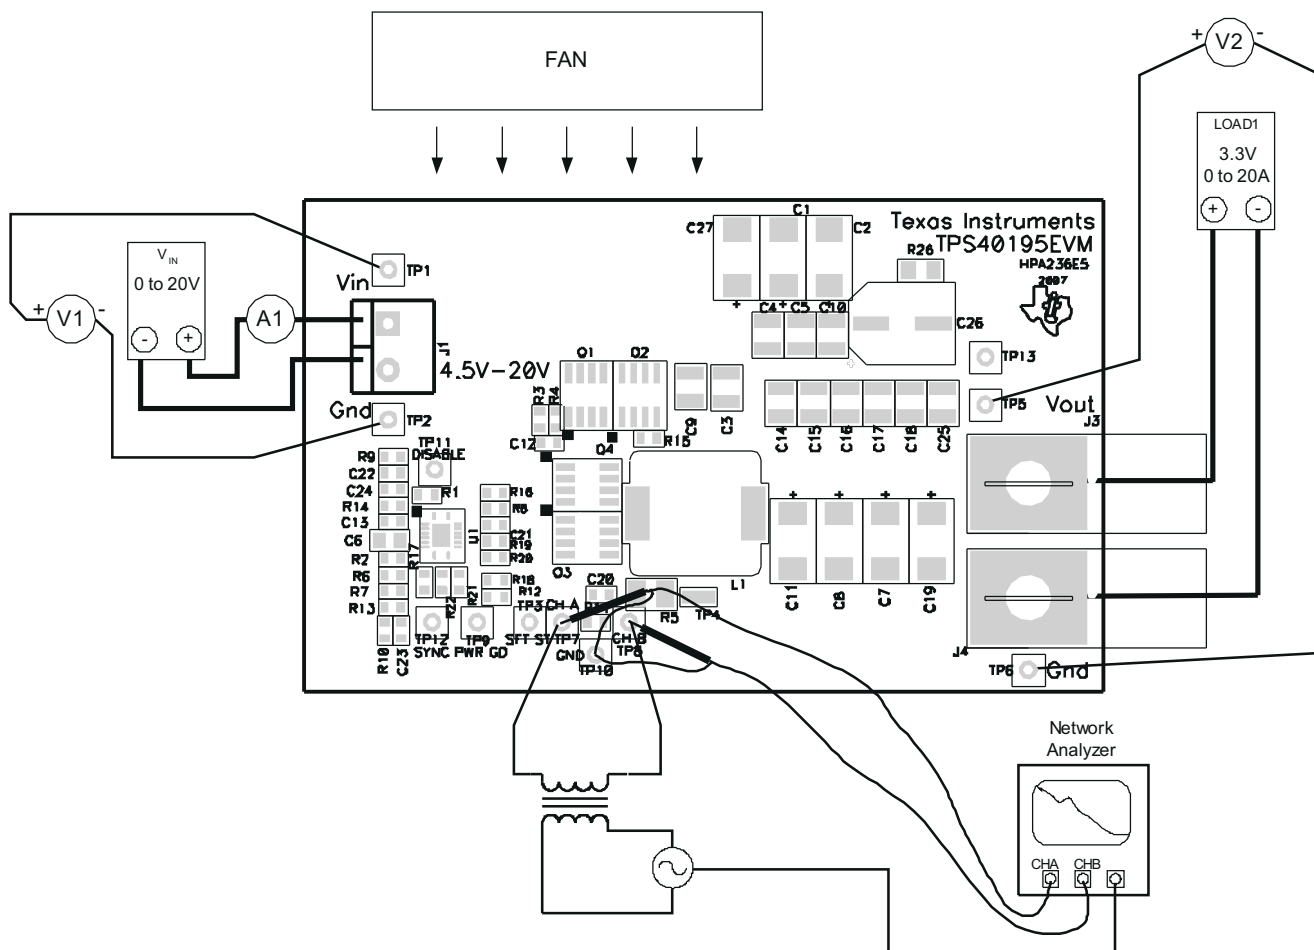 FAN
V2
+
-
LOAD1
3.3V
0 to 20A
+
-
V IN
0 to 20V
-
+
+
V1
-
A1
Vin
TP1
J1
4.5V-20V
Gnd
TP2
C27
C1
C2
Texas Instruments
TPS40195EVM
HPA236E5
2007
R26
+
+
+
C4
C5
C10
C26
TP13
TP5
Vout
J3
Q1
Q2
R3
R4
C12
Q4
R15
C9
C3
C14
C15
C16
C17
C18
C25
TP11
DISABLE
R9
C22
C24
R14
C13
C6
R2
R6
R7
R13
R1
R17
U1
R16
R8
C21
R19
R20
R18
R12
R21
R22
Q3
C20
L1
+
+
+
+
C11
C8
C7
C19
R5
TP4
TP3
CH A
TP12
SYNC
TP9
PWR GD
SFT ST
TP7
CH B
TP8
GND
TP10
R10
C23
J4
TP6
Gnd
Network
Analyzer
CHA
CHB